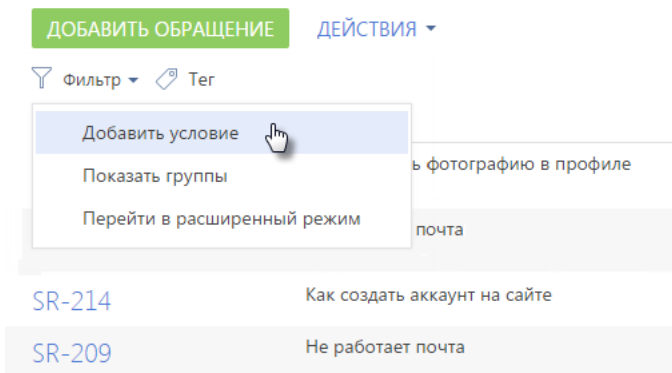 ДОБАВИТЬ ОБРАЩЕНИЕ ДЕЙСТВИЯ
Фильтр Тег
Добавить условие
ь фотографию в профиле
Показать группы
Перейти в расширенный режим
почта
SR-214 Как создать аккаунт на сайте
SR-209 Не работает почта